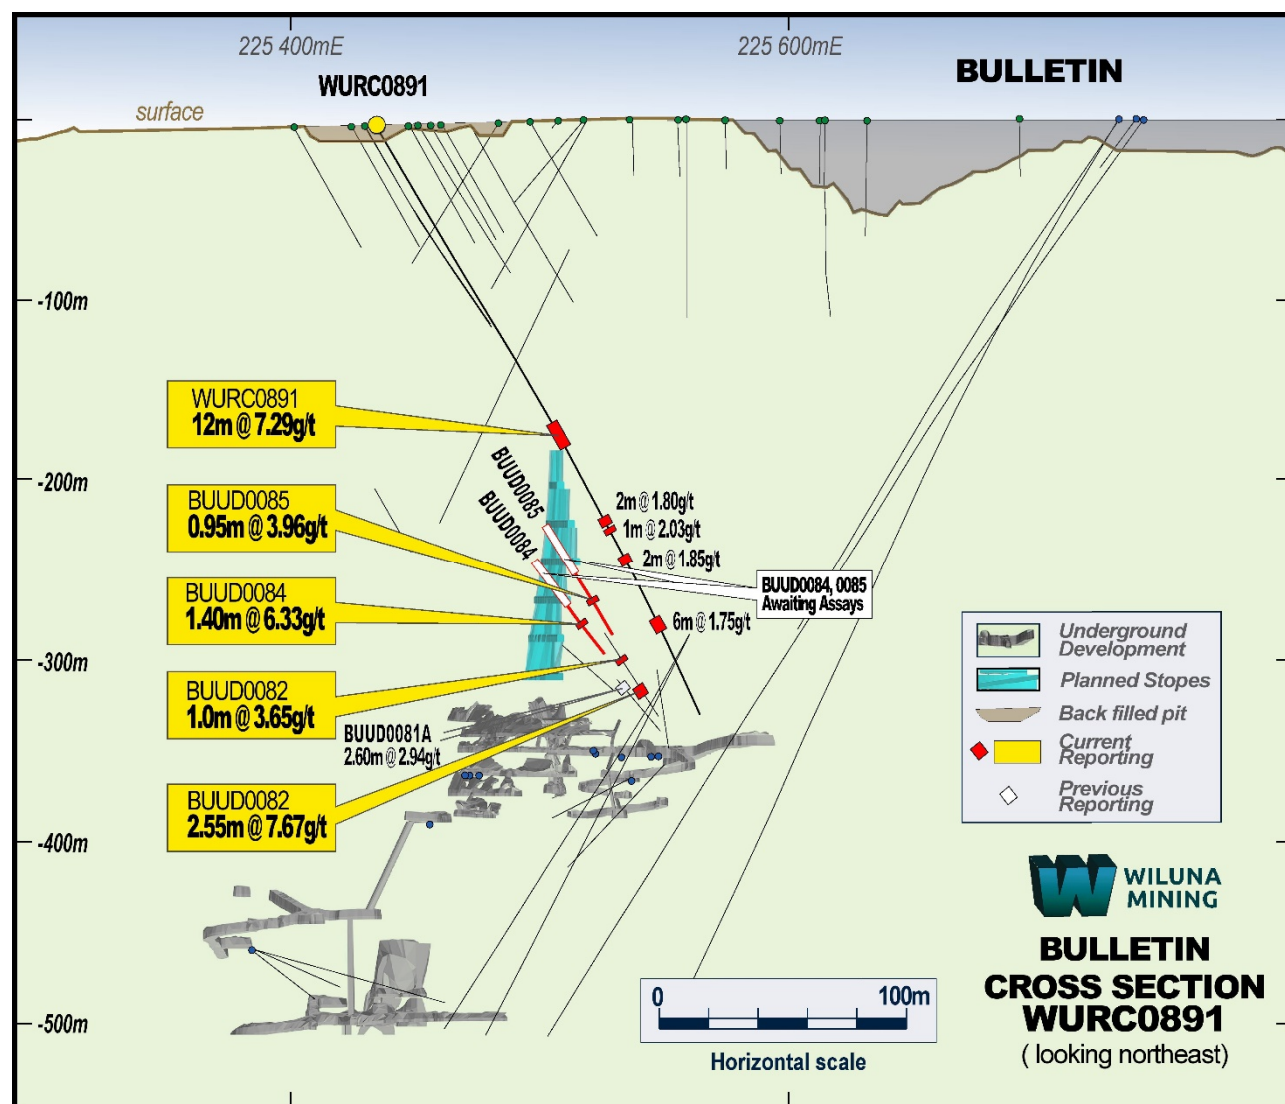 225 400mE
225 600mE
WURC0891
BULLETIN
surface
-100m
WURC0891
12m @ 7.29g/t
BUUD0085
-200m
BUUD0084
2m @ 1.80g/t
1m @ 2.03g/t
2m @ 1.85g/t
BUUD0085
0.95m @ 3.96g/t
BUUD0084, 0085
Awaiting Assays
BUUD0084
1.40m @ 6.33g/t
6m @ 1.75g/t
-300m
BUUD0082
1.0m @ 3.65g/t
BUUD0081A
2.60m @ 2.94g/t
BUUD0082
2.55m @ 7.67g/t
-400m
-500m
Underground
Development
Planned Stopes
Back filled pit
Current
Reporting
Previous
Reporting
W WILUNA
MINING
BULLETIN
CROSS SECTION
WURC0891
( looking northeast)
0 100m
Horizontal scale